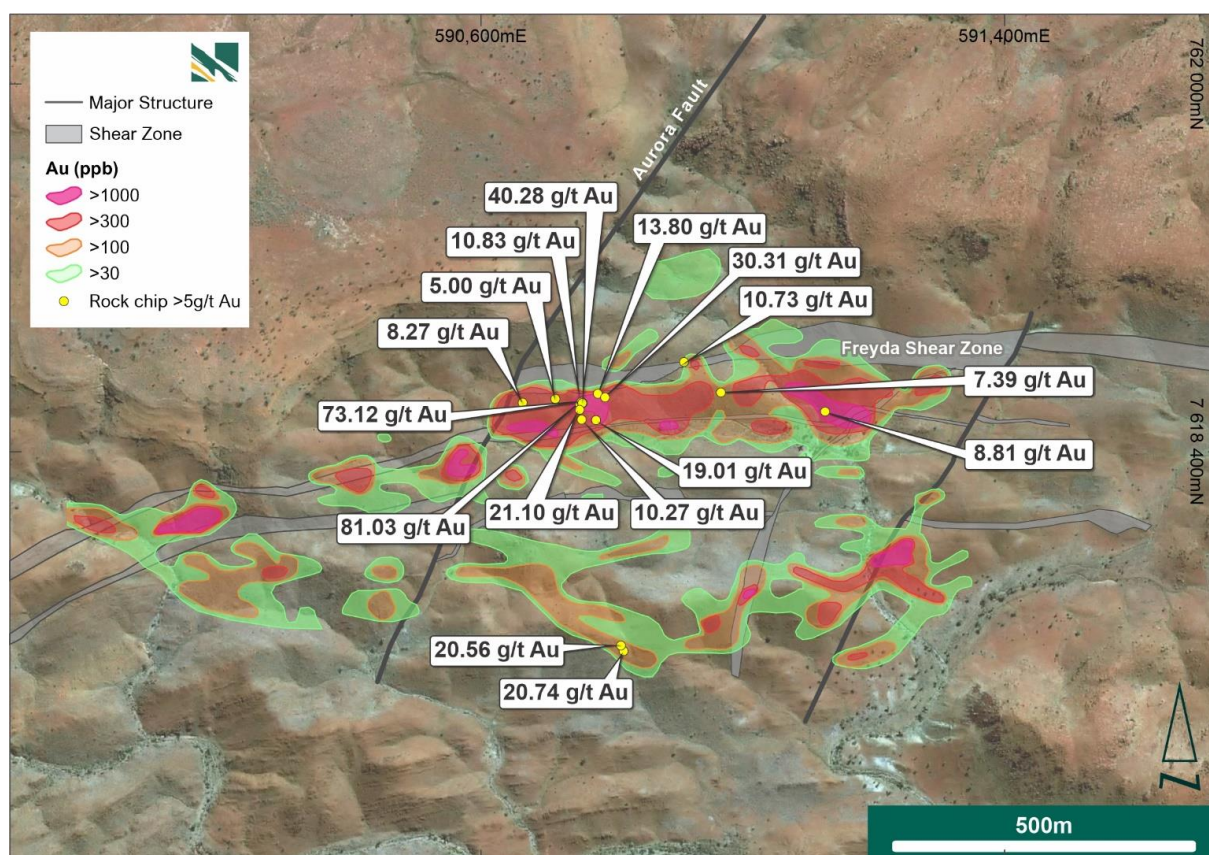 590,600mE
591,400mE
762 000mN
Major Structure
Shear Zone
Au (ppb)
>1000
>300
>100
>30
Rock chip >5g/t Au
Aurora Fault
40.28 g/t Au
10.83 g/t Au
13.80 g/t Au
5.00 g/t Au
30.31 g/t Au
8.27 g/t Au
10.73 g/t Au
Freyda Shear Zone
7.39 g/t Au
73.12 g/t Au
7 618 400mN
8.81 g/t Au
19.01 g/t Au
81.03 g/t Au
21.10 g/t Au
10.27 g/t Au
20.56 g/t Au
20.74 g/t Au
N
500m